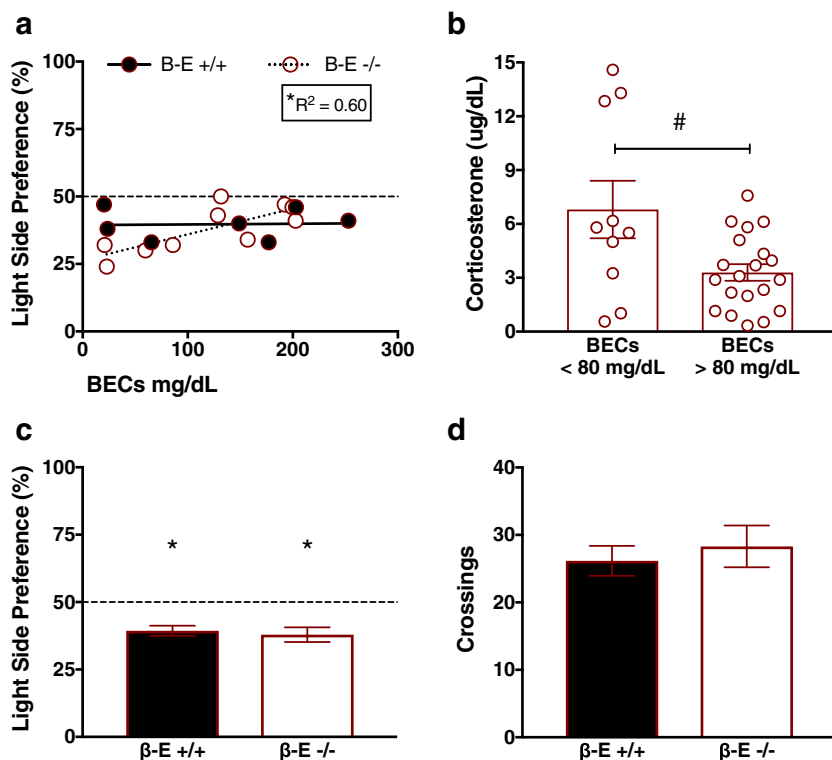 a
B-E +/+
B-E -/-
*R² = 0.60
Light Side Preference (%)
100
75
50
25
0
0
100
200
300
BECs mg/dL
b
Corticosterone (ug/dL)
15
12
9
6
3
0
#
BECs
< 80 mg/dL
BECs
> 80 mg/dL
c
Light Side Preference (%)
100
75
50
25
0
*
*
β-E +/+
β-E -/-
d
Crossings
40
30
20
10
0
β-E +/+
β-E -/-